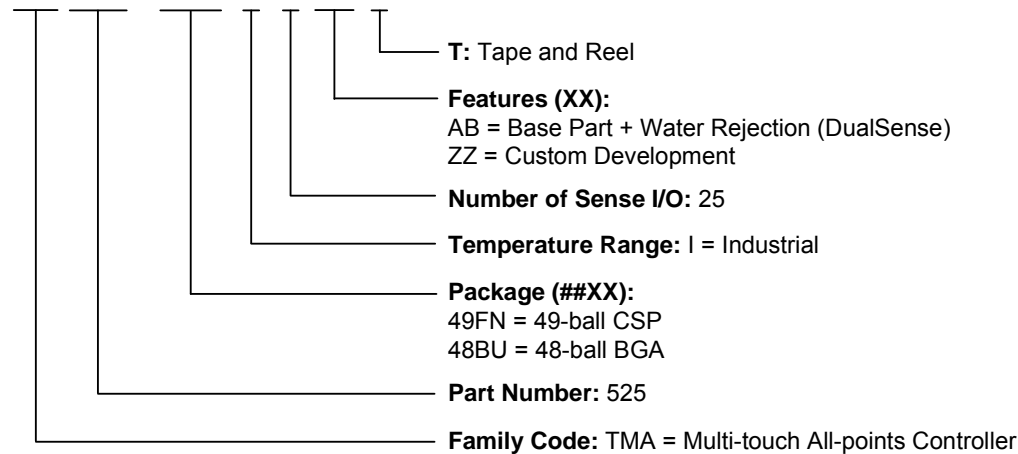 T: Tape and Reel
Features (XX):
AB = Base Part + Water Rejection (DualSense)
ZZ = Custom Development
Number of Sense I/O: 25
Temperature Range: I = Industrial
Package (##XX):
49FN = 49-ball CSP
48BU = 48-ball BGA
Part Number: 525
Family Code: TMA = Multi-touch All-points Controller